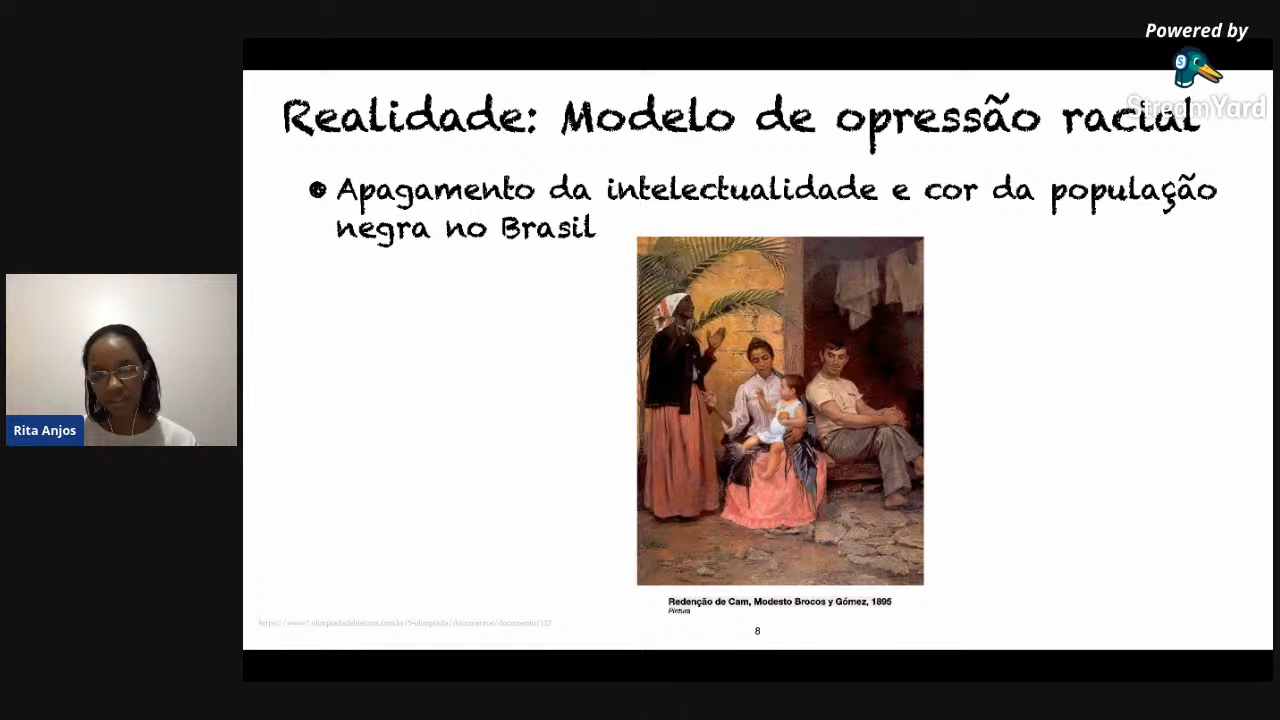 Powered by
StreamYard
Realidade: Modelo de opressão racial
Apagamento da intelectualidade e cor da população
negra no Brasil
Rita Anjos
Redenção de Cam, Modesto Brocos y Gómez, 1895
Pintura
8